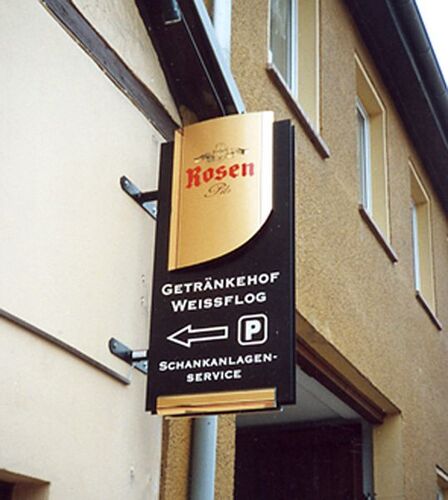 Rosen
Pils
GETRÄNKEHOF
WEISSFLOG
P
SCHANKANLAGEN-
SERVICE